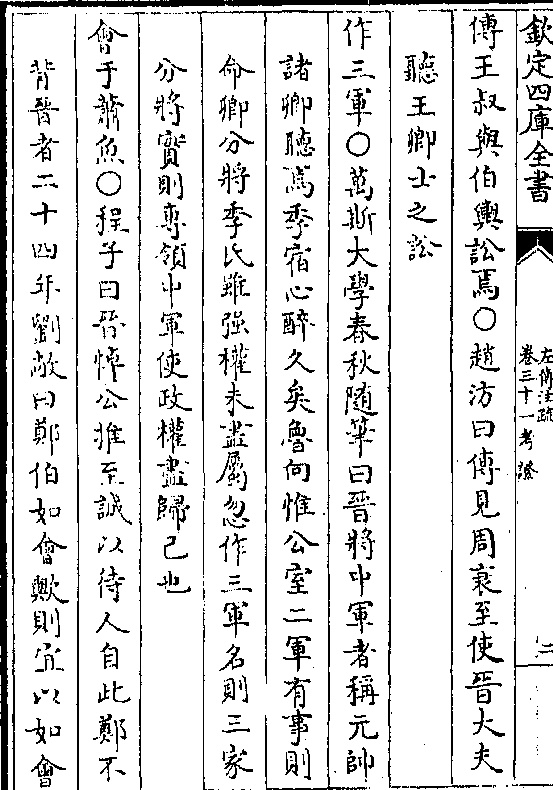 欽定四庫全書
左傳注疏
卷三十一考證
二
傳王叔與伯輿訟焉○趙汸曰傳見周衰至使晉大夫
聽王卿士之訟
作三軍○萬斯大學春秋隨筆曰晉將中軍者稱元帥
諸卿聽焉季宿心醉久矣魯向惟公室二軍有事則
命卿分將季氏雖強權未盡屬忽作三軍名則三家
分將實則專領中軍使政權盡歸己也
會于蕭魚○程子曰晉悼公推至誠以待人自此鄭不
背晉者二十四年劉敞曰鄭伯如會歟則宜以如會